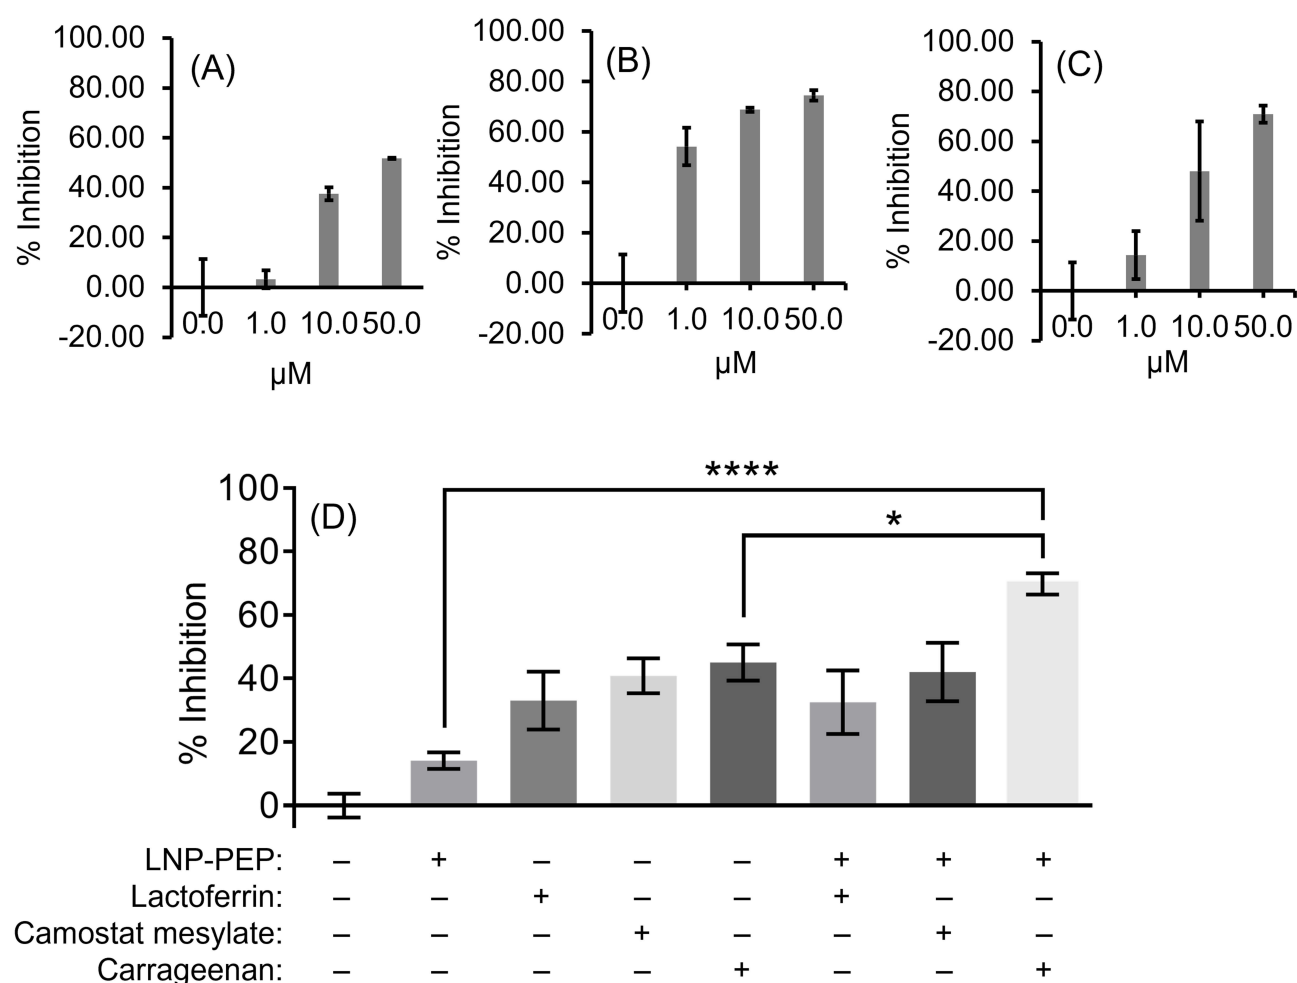 (A)
% Inhibition
100.00
80.00
60.00
40.00
20.00
0.00
-20.00
0.0 1.0 10.0 50.0
µM
(B)
% Inhibition
100.00
80.00
60.00
40.00
20.00
0.00
-20.00
0.0 1.0 10.0 50.0
µM
(C)
% Inhibition
100.00
80.00
60.00
40.00
20.00
0.00
-20.00
0.0 1.0 10.0 50.0
µM
(D)
% Inhibition
100
80
60
40
20
0
****
*
LNP-PEP: – + – – – + + +
Lactoferrin: – – + – – + – –
Camostat mesylate: – – – + – – + –
Carrageenan: – – – – + – – +